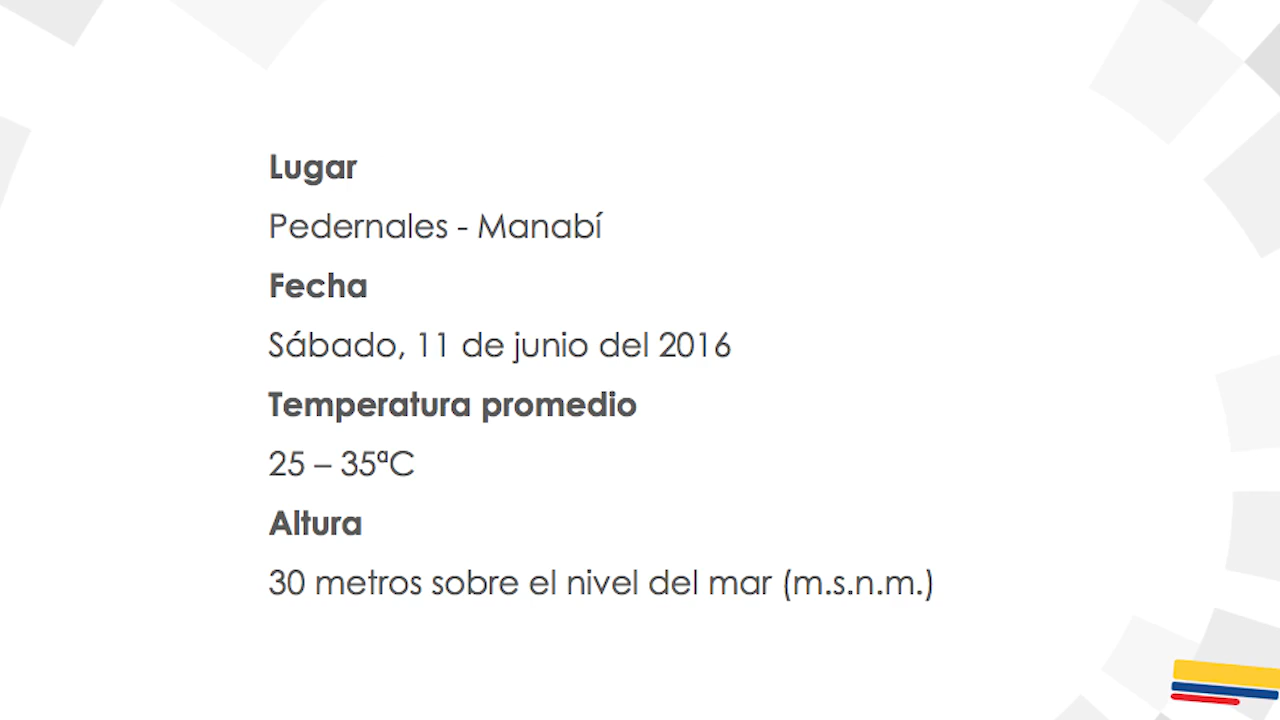 Lugar
Pedernales - Manabí
Fecha
Sábado, 11 de junio del 2016
Temperatura promedio
25 – 35ªC
Altura
30 metros sobre el nivel del mar (m.s.n.m.)